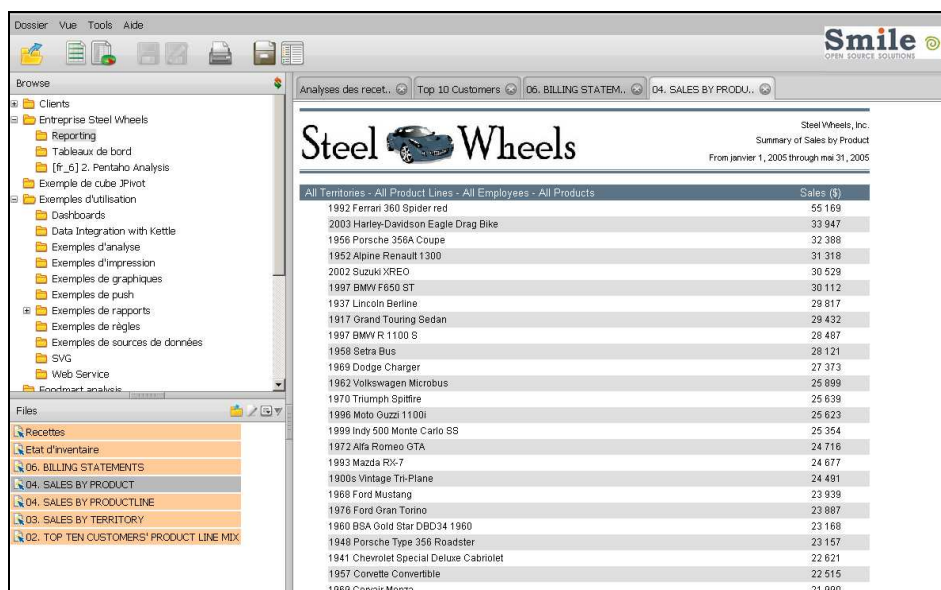 Dossier Vue Tools Aide
Smile
OPEN SOURCE SOLUTIONS
Browse
Clients
Entreprise Steel Wheels
Reporting
Tableaux de bord
[fr_6] 2. Pentaho Analysis
Exemple de cube JPivot
Exemples d'utilisation
Dashboards
Data Integration with Kettle
Exemples d'analyse
Exemples d'impression
Exemples de graphiques
Exemples de push
Exemples de rapports
Exemples de règles
Exemples de sources de données
SVG
Web Service
Foodmart analysis
Files
Recettes
Etat d'inventaire
06. BILLING STATEMENTS
04. SALES BY PRODUCT
04. SALES BY PRODUCTLINE
03. SALES BY TERRITORY
02. TOP TEN CUSTOMERS' PRODUCT LINE MIX
Analyses des recet.. Top 10 Customers 06. BILLING STATEM.. 04. SALES BY PRODU..
Steel Wheels
Steel Wheels, Inc.
Summary of Sales by Product
From janvier 1, 2005 through mai 31, 2005
All Territories - All Product Lines - All Employees - All Products Sales ($)
1992 Ferrari 360 Spider red 55 169
2003 Harley-Davidson Eagle Drag Bike 33 947
1956 Porsche 356A Coupe 32 388
1952 Alpine Renault 1300 31 318
2002 Suzuki XREO 30 529
1997 BMW F650 ST 30 112
1937 Lincoln Berline 29 817
1917 Grand Touring Sedan 29 432
1997 BMW R 1100 S 28 487
1958 Setra Bus 28 121
1969 Dodge Charger 27 373
1962 Volkswagen Microbus 25 899
1970 Triumph Spitfire 25 639
1996 Moto Guzzi 1100i 25 623
1999 Indy 500 Monte Carlo SS 25 354
1972 Alfa Romeo GTA 24 716
1993 Mazda RX-7 24 677
1900s Vintage Tri-Plane 24 491
1968 Ford Mustang 23 939
1976 Ford Gran Torino 23 887
1960 BSA Gold Star DBD34 1960 23 168
1948 Porsche Type 356 Roadster 23 157
1941 Chevrolet Special Deluxe Cabriolet 22 621
1957 Corvette Convertible 22 515
1969 Corvair Monza 21 990